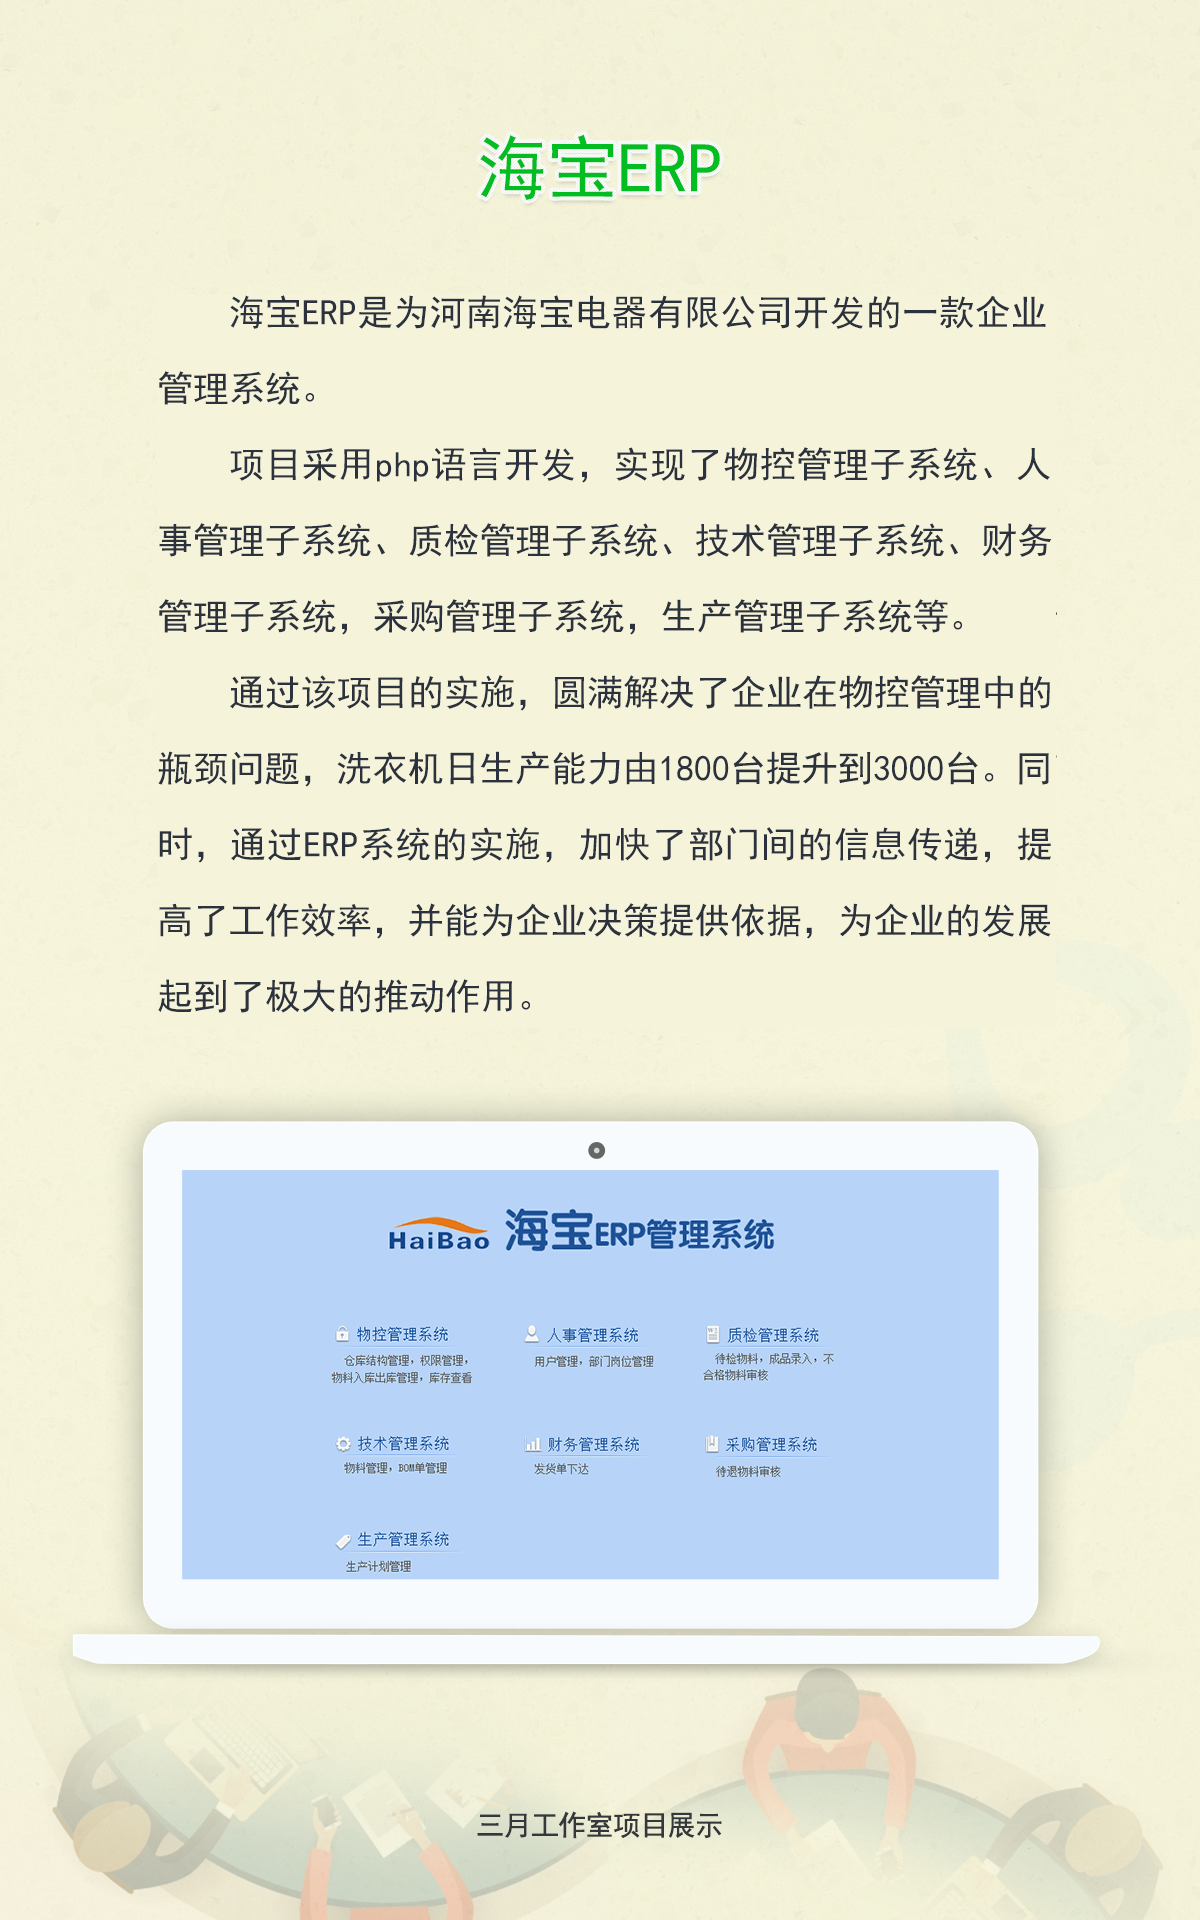 海宝ERP
海宝ERP是为河南海宝电器有限公司开发的一款企业
管理系统。
项目采用php语言开发，实现了物控管理子系统、人
事管理子系统、质检管理子系统、技术管理子系统、财务
管理子系统，采购管理子系统，生产管理子系统等。
通过该项目的实施，圆满解决了企业在物控管理中的
瓶颈问题，洗衣机日生产能力由1800台提升到3000台。同
时，通过ERP系统的实施，加快了部门间的信息传递，提
高了工作效率，并能为企业决策提供依据，为企业的发展
起到了极大的推动作用。
HaiBao 海宝ERP管理系统
物控管理系统
仓库结构管理，权限管理，
物料入库出库管理，库存查看
人事管理系统
用户管理，部门岗位管理
质检管理系统
待检物料，成品录入，不
合格物料审核
技术管理系统
物料管理，BOM单管理
财务管理系统
发货单下达
采购管理系统
待退物料审核
生产管理系统
生产计划管理
三月工作室项目展示